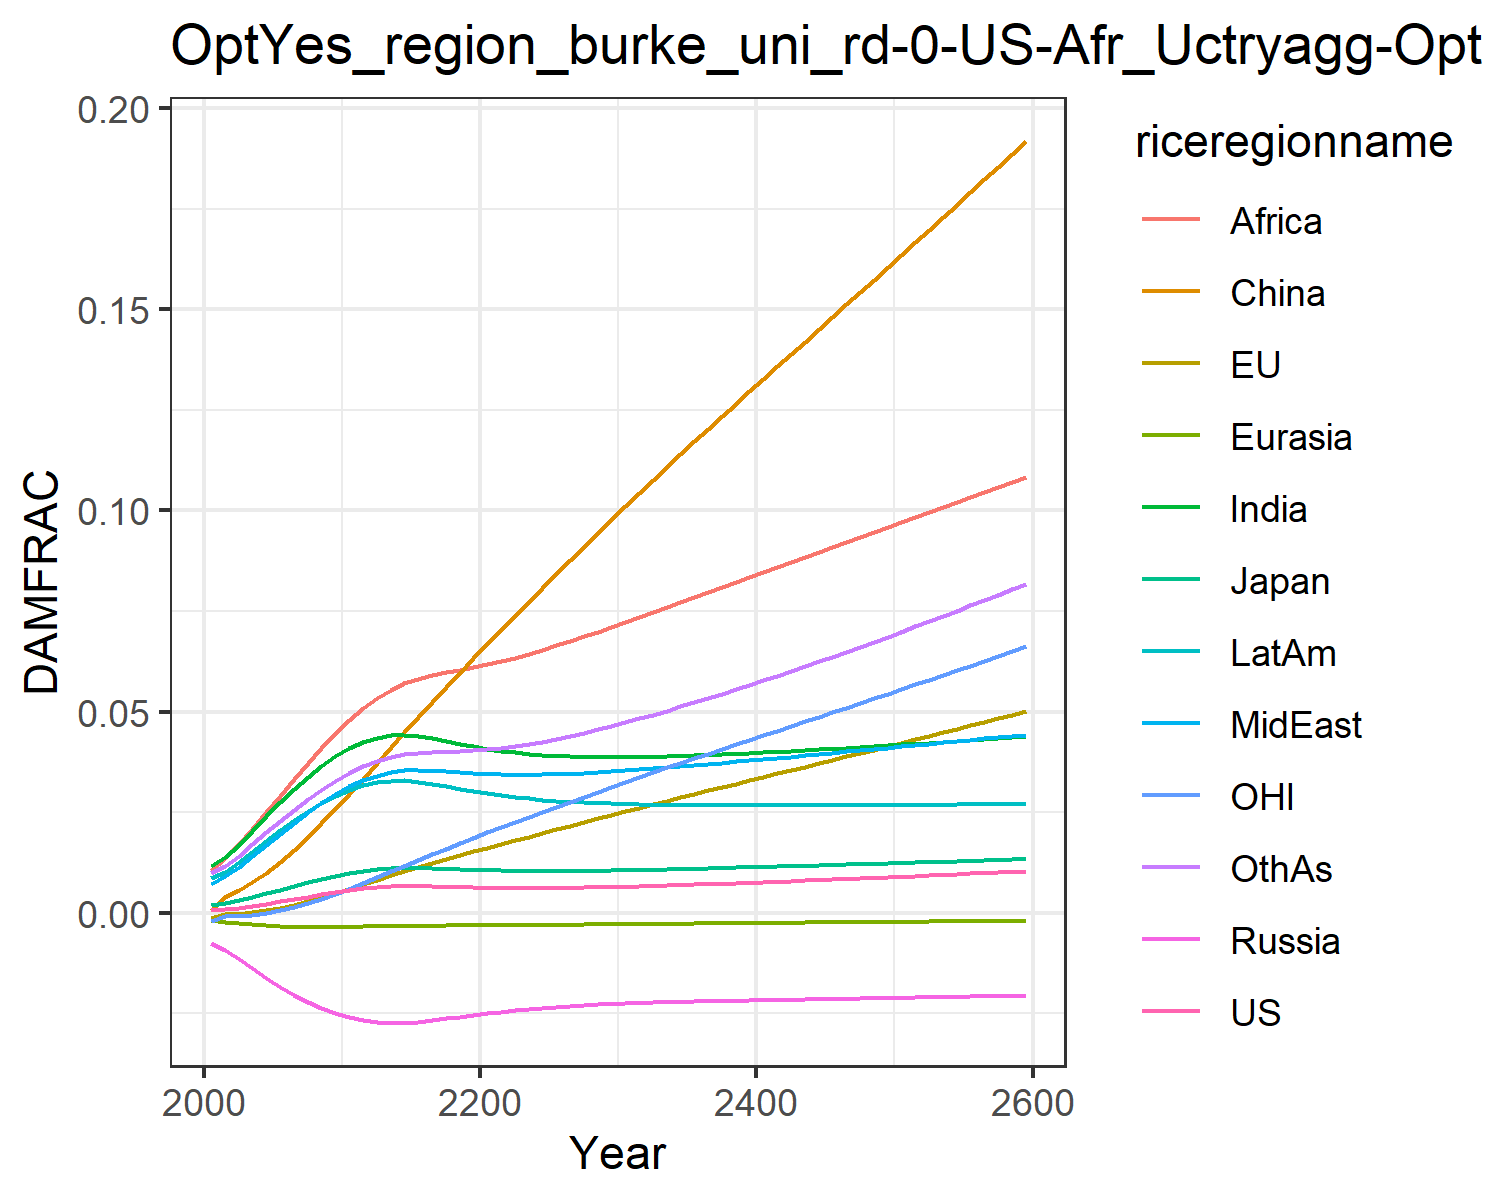 OptYes_region_burke_uni_rd-0-US-Afr_Uctryagg-Opt
0.20
0.15
0.10
0.05
0.00
DAMFRAC
2000 2200 2400 2600
Year
riceregionname
Africa
China
EU
Eurasia
India
Japan
LatAm
MidEast
OHI
OthAs
Russia
US